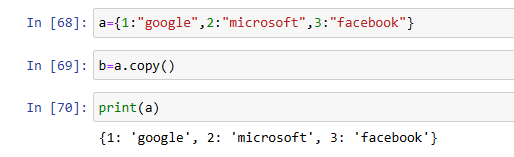 In [68]: a={1:"google",2:"microsoft",3:"facebook"}
In [69]: b=a.copy()
In [70]: print(a)
{1: 'google', 2: 'microsoft', 3: 'facebook'}